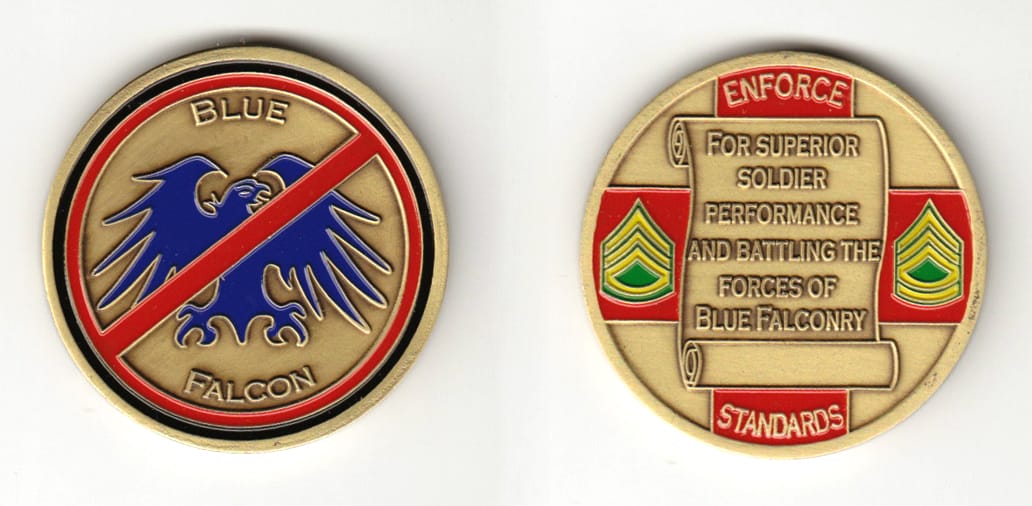 BLUE
FALCON
ENFORCE
FOR SUPERIOR
SOLDIER
PERFORMANCE
AND BATTLING THE
FORCES OF
BLUE FALCONRY
STANDARDS